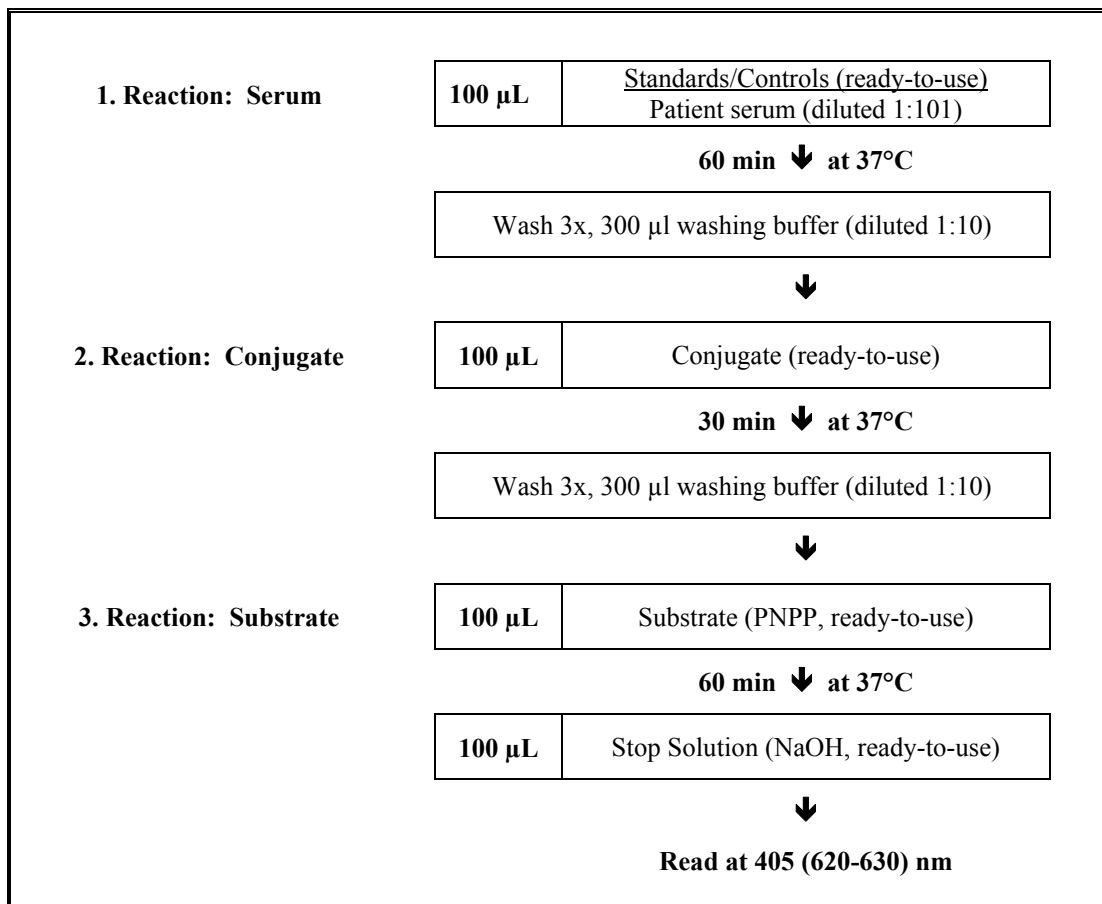 1. Reaction: Serum
100 µL
Standards/Controls (ready-to-use)
Patient serum (diluted 1:101)
60 min 🡻 at 37°C
Wash 3x, 300 µl washing buffer (diluted 1:10)
🡻
2. Reaction: Conjugate
100 µL
Conjugate (ready-to-use)
30 min 🡻 at 37°C
Wash 3x, 300 µl washing buffer (diluted 1:10)
🡻
3. Reaction: Substrate
100 µL
Substrate (PNPP, ready-to-use)
60 min 🡻 at 37°C
100 µL
Stop Solution (NaOH, ready-to-use)
🡻
Read at 405 (620-630) nm